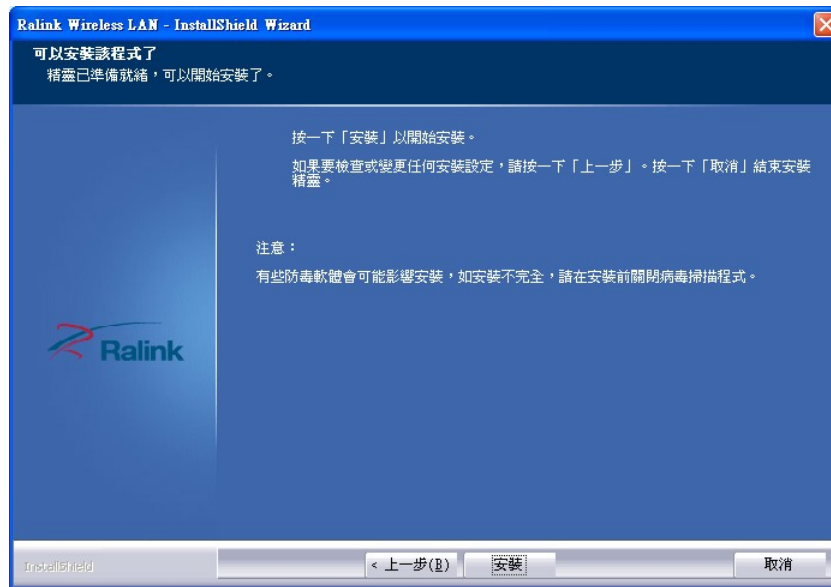 Ralink Wireless LAN - InstallShield Wizard
可以安裝該程式了
精靈已準備就緒，可以開始安裝了。
按一下「安裝」以開始安裝。
如果要檢查或變更任何安裝設定，請按一下「上一步」。按一下「取消」結束安裝
精靈。
注意：
有些防毒軟體會可能影響安裝，如安裝不完全，請在安裝前關閉病毒掃描程式。
Ralink
InstallShield
< 上一步(B)
安裝
取消